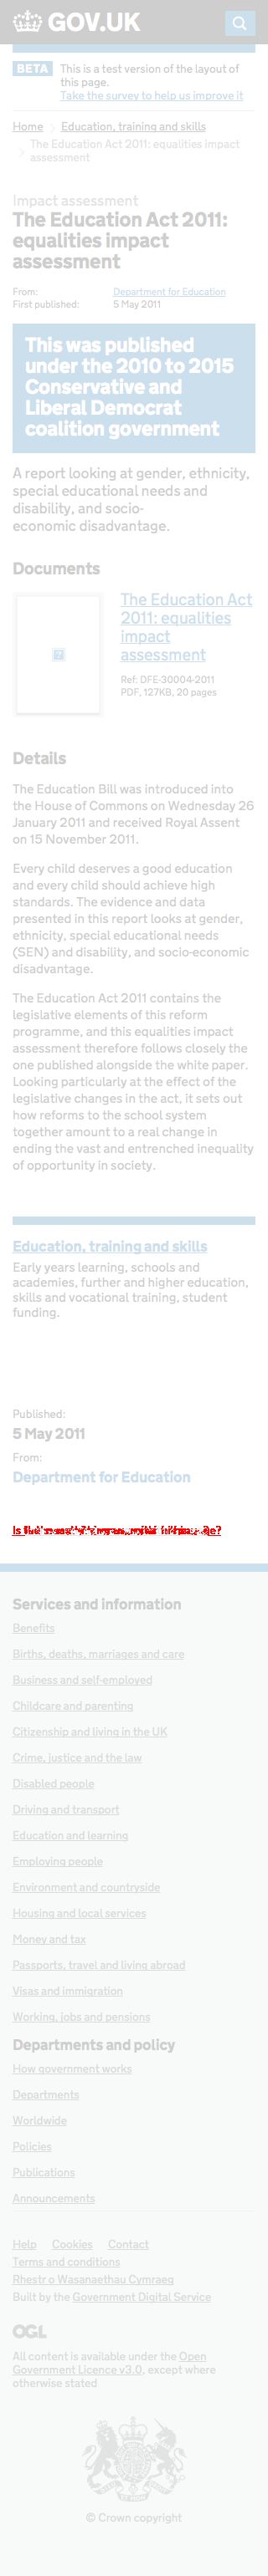 GOV.UK
BETA This is a test version of the layout of
this page.
Take the survey to help us improve it
Home
Education, training and skills
The Education Act 2011: equalities impact
assessment
Impact assessment
The Education Act 2011:
equalities impact
assessment
From: Department for Education
First published: 5 May 2011
This was published
under the 2010 to 2015
Conservative and
Liberal Democrat
coalition government
A report looking at gender, ethnicity,
special educational needs and
disability, and socio-
economic disadvantage.
Documents
The Education Act
2011: equalities
impact
assessment
Ref: DFE-30004-2011
PDF, 127KB, 20 pages
Details
The Education Bill was introduced into
the House of Commons on Wednesday 26
January 2011 and received Royal Assent
on 15 November 2011.
Every child deserves a good education
and every child should achieve high
standards. The evidence and data
presented in this report looks at gender,
ethnicity, special educational needs
(SEN) and disability, and socio-economic
disadvantage.
The Education Act 2011 contains the
legislative elements of this reform
programme, and this equalities impact
assessment therefore follows closely the
one published alongside the white paper.
Looking particularly at the effect of the
legislative changes in the act, it sets out
how reforms to the school system
together amount to a real change in
ending the vast and entrenched inequality
of opportunity in society.
Education, training and skills
Early years learning, schools and
academies, further and higher education,
skills and vocational training, student
funding.
Published:
5 May 2011
From:
Department for Education
Services and information
Benefits
Births, deaths, marriages and care
Business and self-employed
Childcare and parenting
Citizenship and living in the UK
Crime, justice and the law
Disabled people
Driving and transport
Education and learning
Employing people
Environment and countryside
Housing and local services
Money and tax
Passports, travel and living abroad
Visas and immigration
Working, jobs and pensions
Departments and policy
How government works
Departments
Worldwide
Policies
Publications
Announcements
Help Cookies Contact
Terms and conditions
Rhestr o Wasanaethau Cymraeg
Built by the Government Digital Service
OGL
All content is available under the Open
Government Licence v3.0, except where
otherwise stated
© Crown copyright